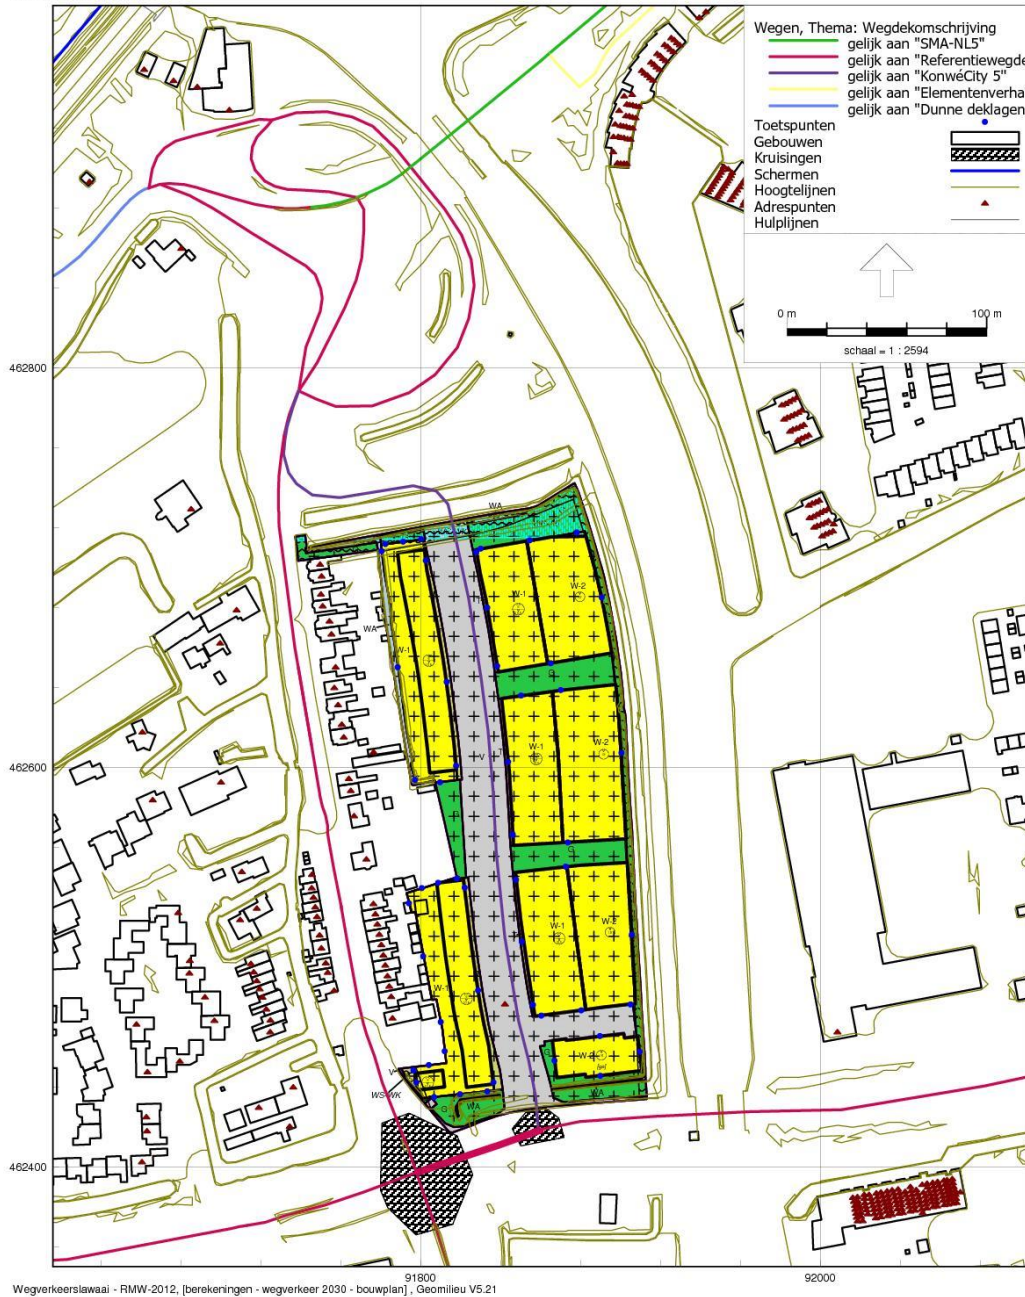 Wegen, Thema: Wegdekomschrijving
gelijk aan "SMA-NL5"
gelijk aan "Referentiewegde
gelijk aan "KonwéCity 5"
gelijk aan "Elementenverha
gelijk aan "Dunne deklagen
Toetspunten
Gebouwen
Kruisingen
Schermen
Hoogtelijnen
Adrespunten
Hulplijnen
0 m 100 m
schaal = 1 : 2594
462800
WA
W-2
W-1
WA
W-1
G
W-2
W-1
T
V
462600
G
W-2
W-1
W-1
W-2
V
WS-WK
WA
G
WA
462400
91800 92000
Wegverkeerslawaai - RMW-2012, [berekeningen - wegverkeer 2030 - bouwplan] , Geomilieu V5.21